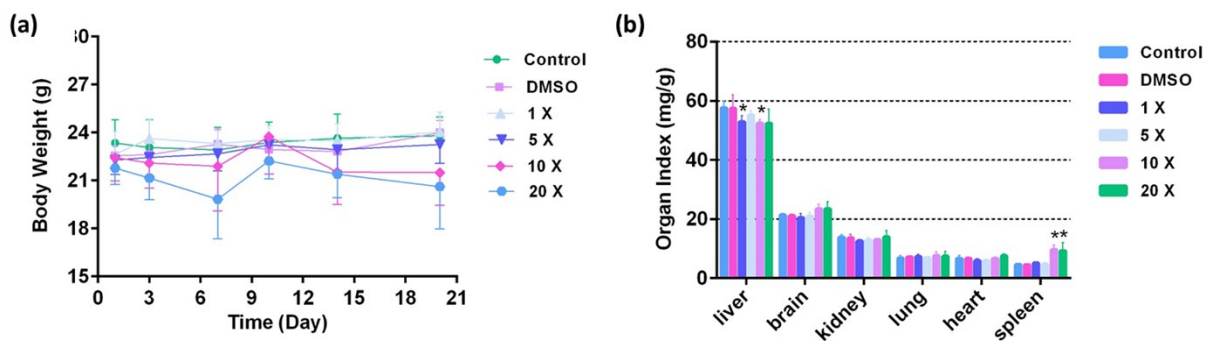 (a)
30
27
24
21
18
15
0 3 6 9 12 15 18 21
Body Weight (g)
Time (Day)
Control
DMSO
1 X
5 X
10 X
20 X
(b)
80
60
40
20
0
Organ Index (mg/g)
* *
**
liver brain kidney lung heart spleen
Control
DMSO
1 X
5 X
10 X
20 X